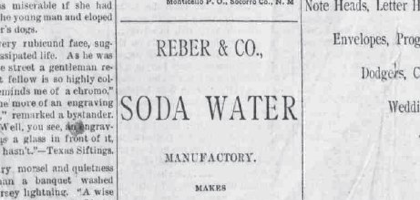 s miserable if she had
the young man and eloped
r's dogs.
very rubicund face, sug-
ssipated life. As he was
e street a gentleman re-
t fellow is so highly col-
eminds me of a chromo,"
he more of an engraving
," remarked a bystander.
Well, you see, an engrav-
s a glass in front of it,
hasn't."—Texas Siftings.
ry morsel and quietness
han a banquet washed
rsey lightning. "A wise
Monticello P. O., Socorro Co., N. M
REBER & CO.,
SODA WATER
MANUFACTORY.
MAKES
Note Heads, Letter H
Envelopes, Prog
Dodgers, C
Weddi